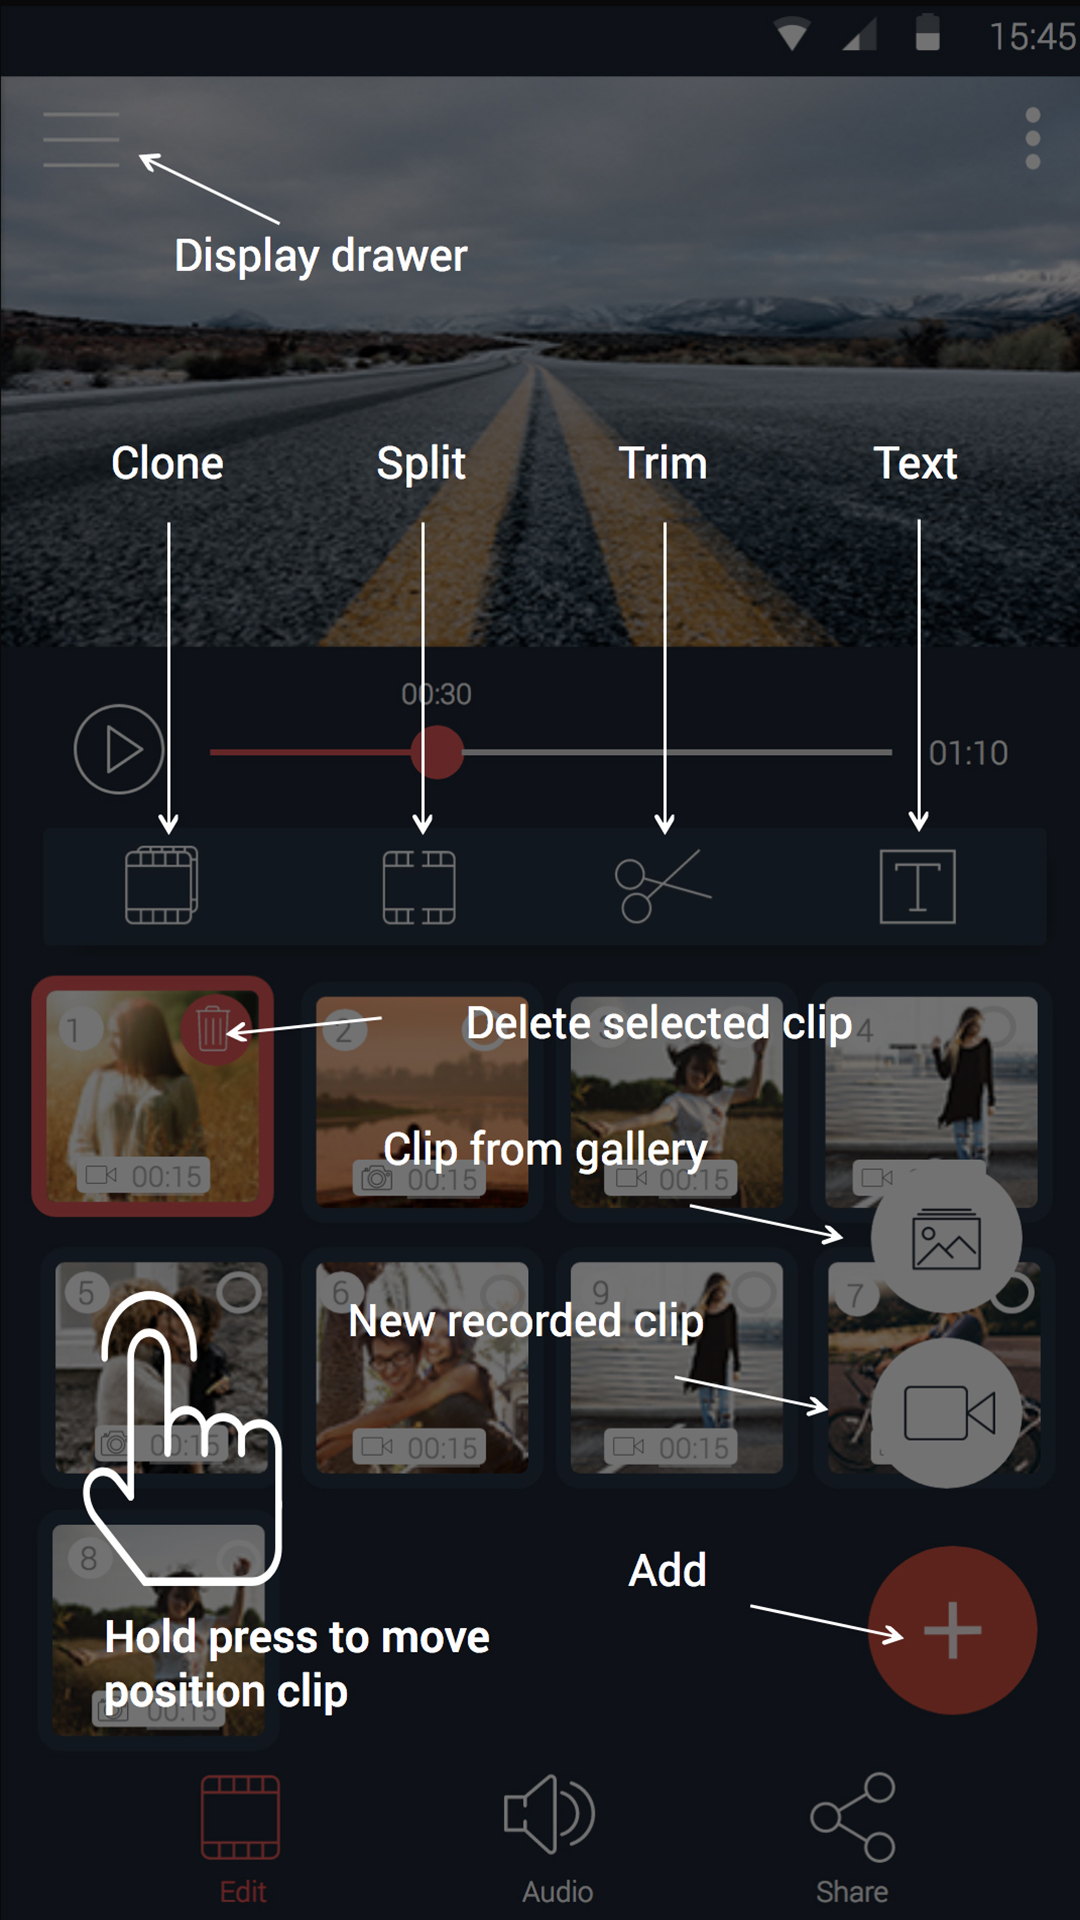 15:45
Display drawer
Clone Split Trim Text
00:30
01:10
T
1 2 Delete selected clip 4
Clip from gallery
00:15 00:15 00:15
5 6 9 7
New recorded clip
00:15 00:15 00:15
8
Add
Hold press to move
position clip
00:15
Edit Audio Share